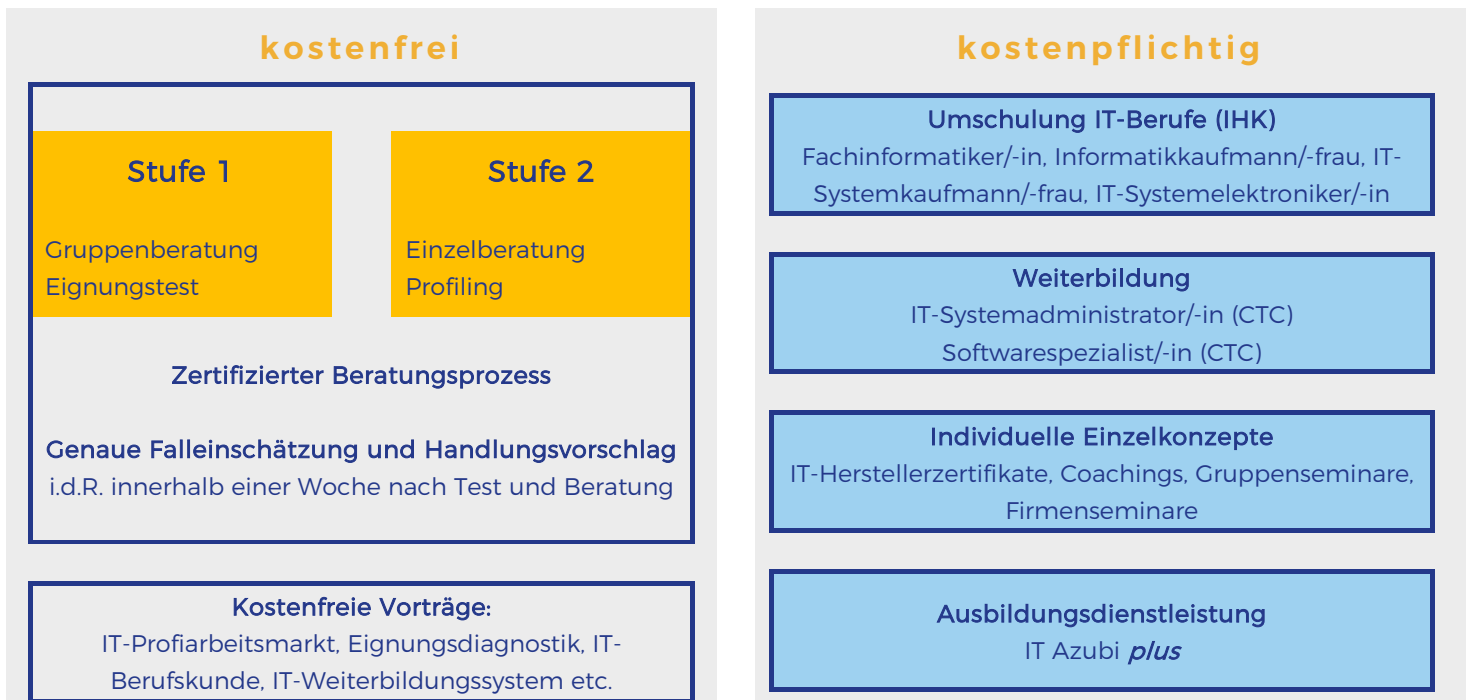 kostenfrei
Stufe 1
Gruppenberatung
Eignungstest
Stufe 2
Einzelberatung
Profiling
Zertifizierter Beratungsprozess
Genaue Falleinschätzung und Handlungsvorschlag
i.d.R. innerhalb einer Woche nach Test und Beratung
Kostenfreie Vorträge:
IT-Profiarbeitsmarkt, Eignungsdiagnostik, IT-
Berufskunde, IT-Weiterbildungssystem etc.
kostenpflichtig
Umschulung IT-Berufe (IHK)
Fachinformatiker/-in, Informatikkaufmann/-frau, IT-
Systemkaufmann/-frau, IT-Systemelektroniker/-in
Weiterbildung
IT-Systemadministrator/-in (CTC)
Softwarespezialist/-in (CTC)
Individuelle Einzelkonzepte
IT-Herstellerzertifikate, Coachings, Gruppenseminare,
Firmenseminare
Ausbildungsdienstleistung
IT Azubi plus